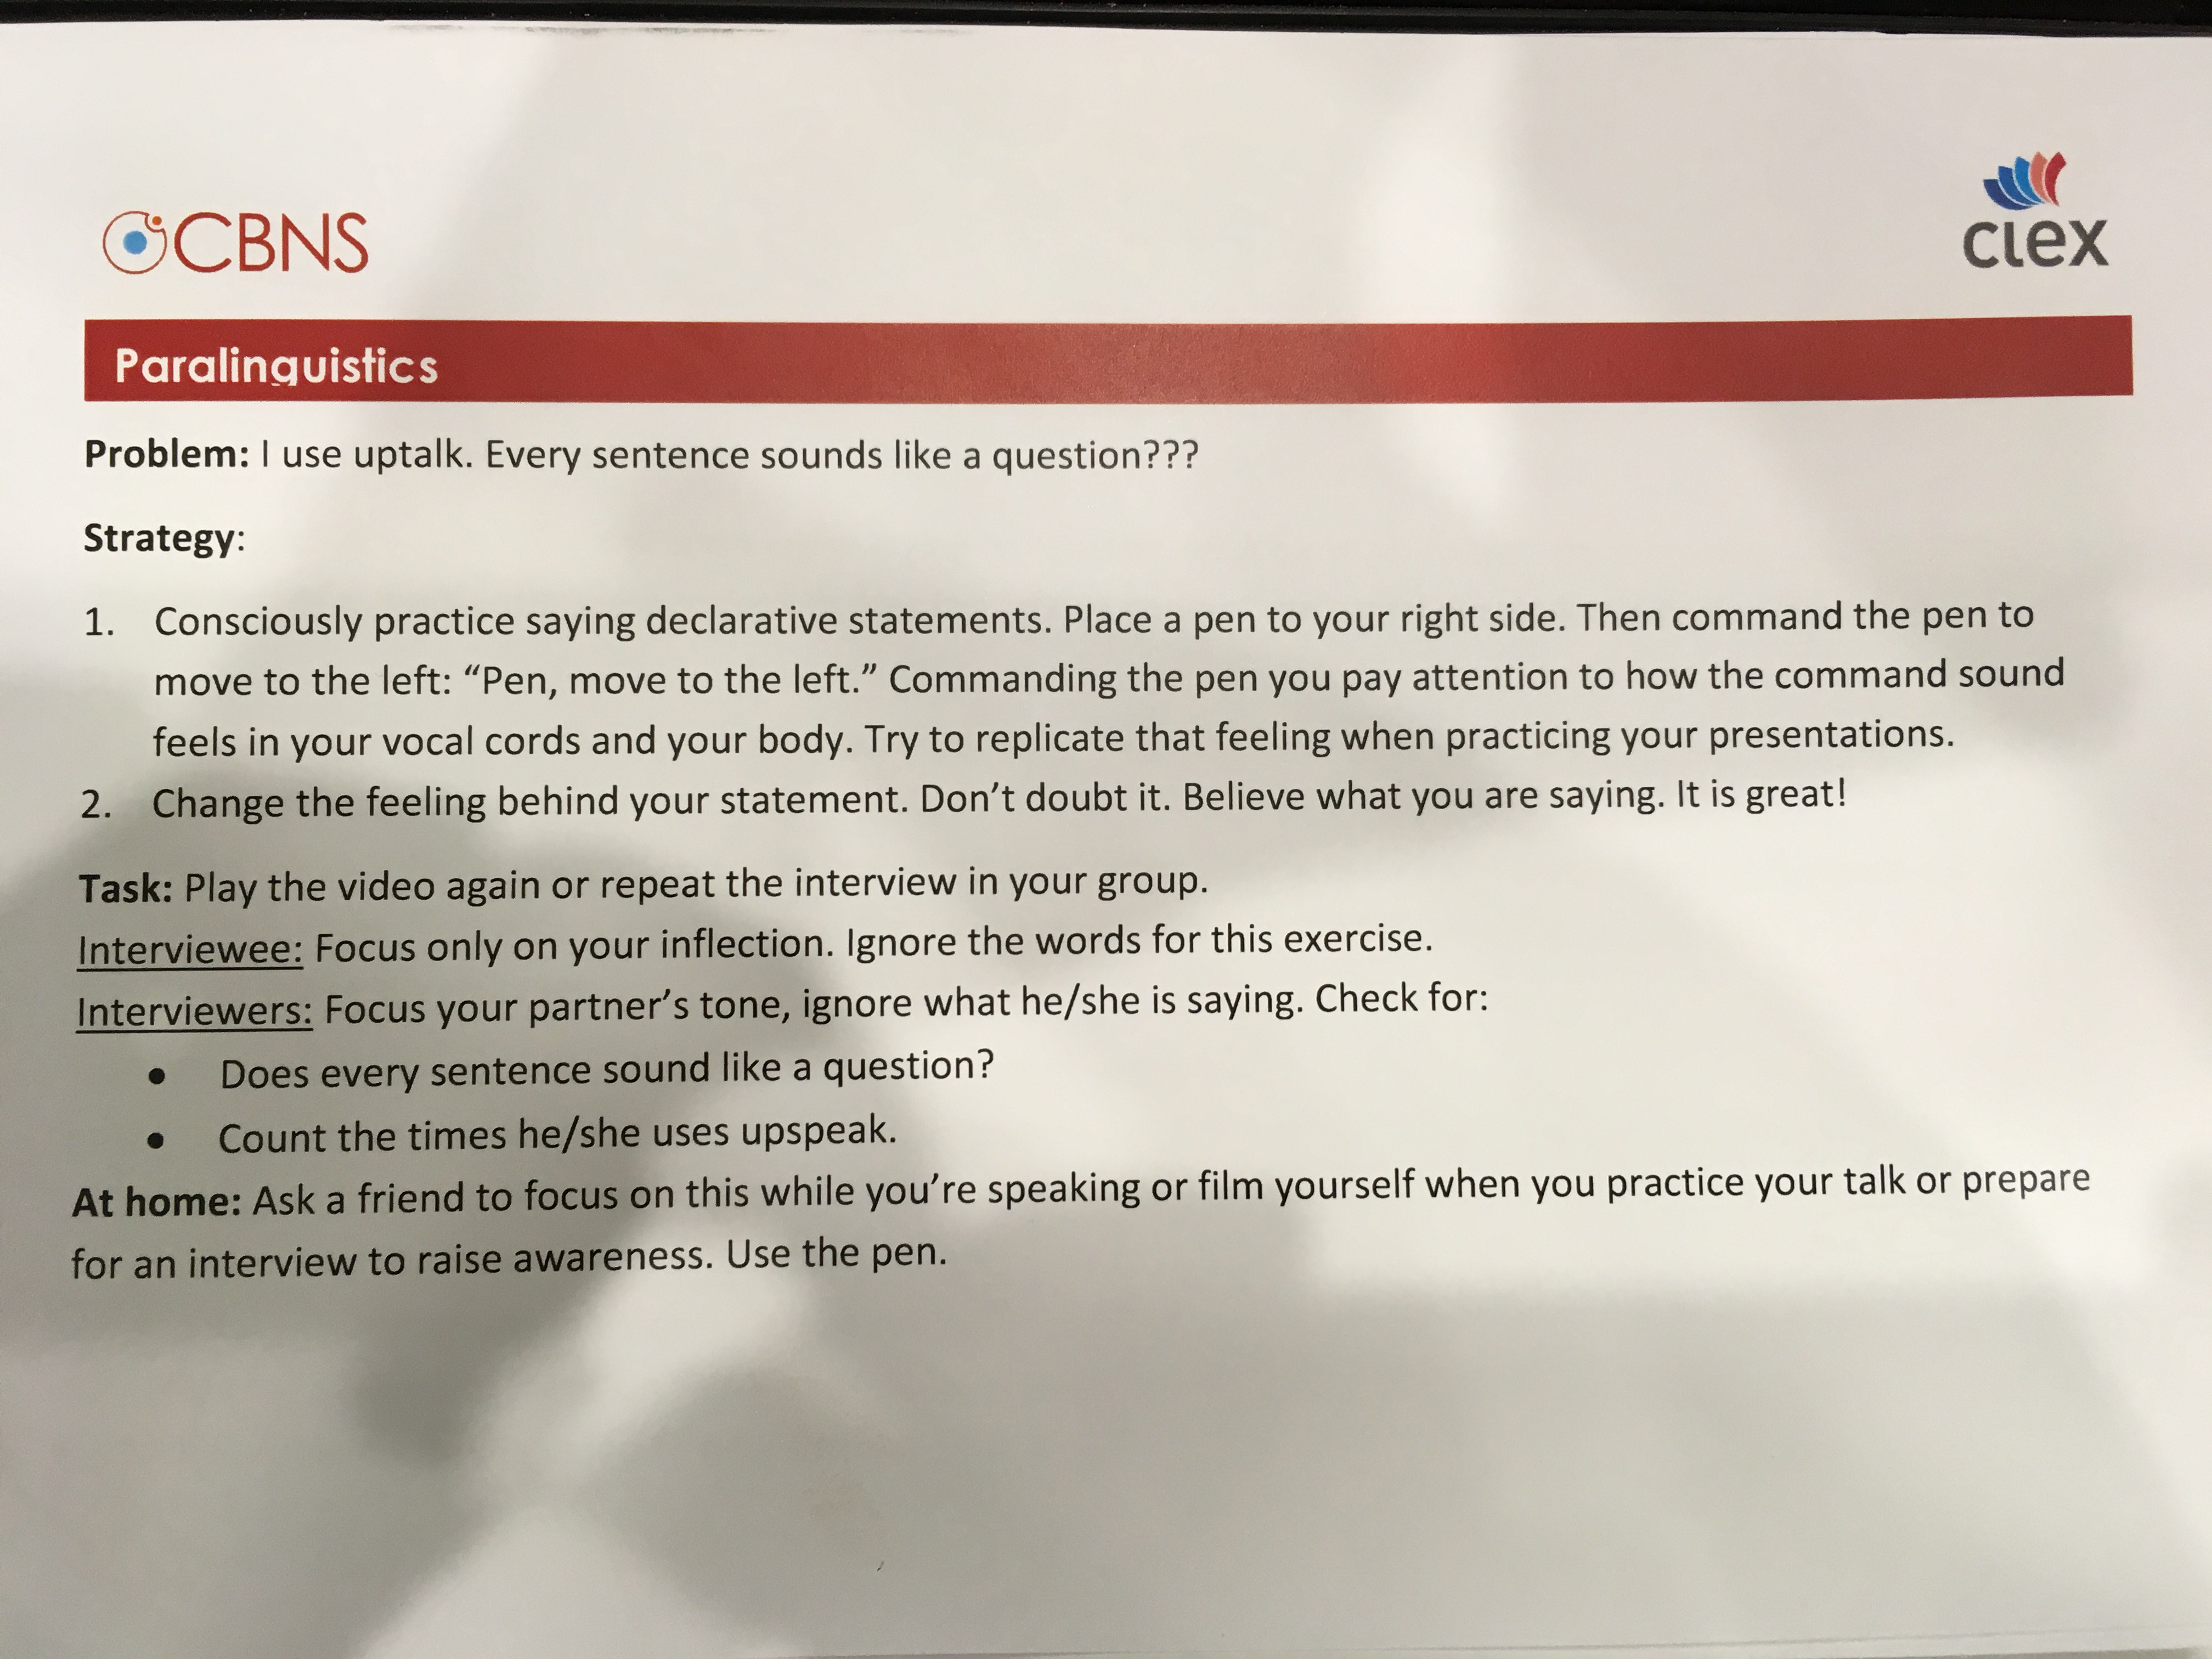 CBNS
CLEX
Paralinguistics
Problem: I use uptalk. Every sentence sounds like a question???
Strategy:
1. Consciously practice saying declarative statements. Place a pen to your right side. Then command the pen to
move to the left: “Pen, move to the left.” Commanding the pen you pay attention to how the command sound
feels in your vocal cords and your body. Try to replicate that feeling when practicing your presentations.
2. Change the feeling behind your statement. Don’t doubt it. Believe what you are saying. It is great!
Task: Play the video again or repeat the interview in your group.
Interviewee: Focus only on your inflection. Ignore the words for this exercise.
Interviewers: Focus your partner’s tone, ignore what he/she is saying. Check for:
• Does every sentence sound like a question?
• Count the times he/she uses upspeak.
At home: Ask a friend to focus on this while you’re speaking or film yourself when you practice your talk or prepare
for an interview to raise awareness. Use the pen.